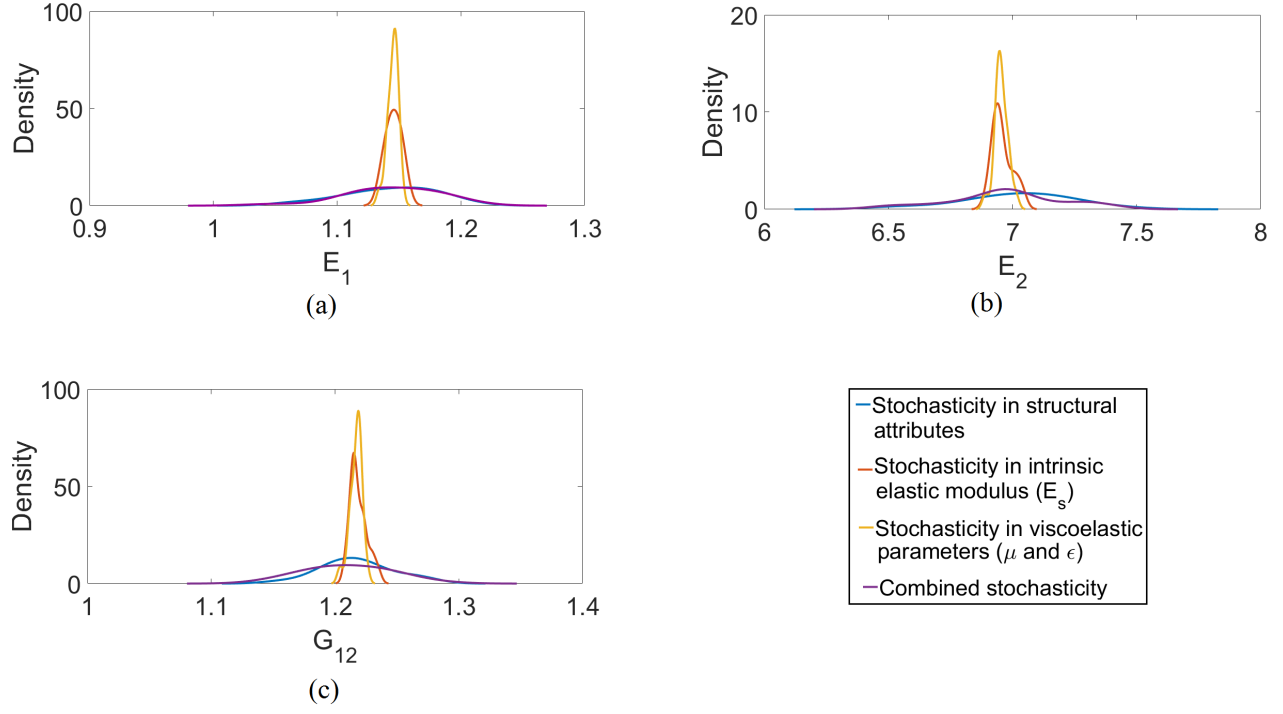 100
50
0
Density
0.9
1
1.1
1.2
1.3
E1
(a)
20
10
0
Density
6
6.5
7
7.5
8
E2
(b)
100
50
0
Density
1
1.1
1.2
1.3
1.4
G12
(c)
Stochasticity in structural
attributes
Stochasticity in intrinsic
elastic modulus (Es)
Stochasticity in viscoelastic
parameters (μ and ϵ)
Combined stochasticity